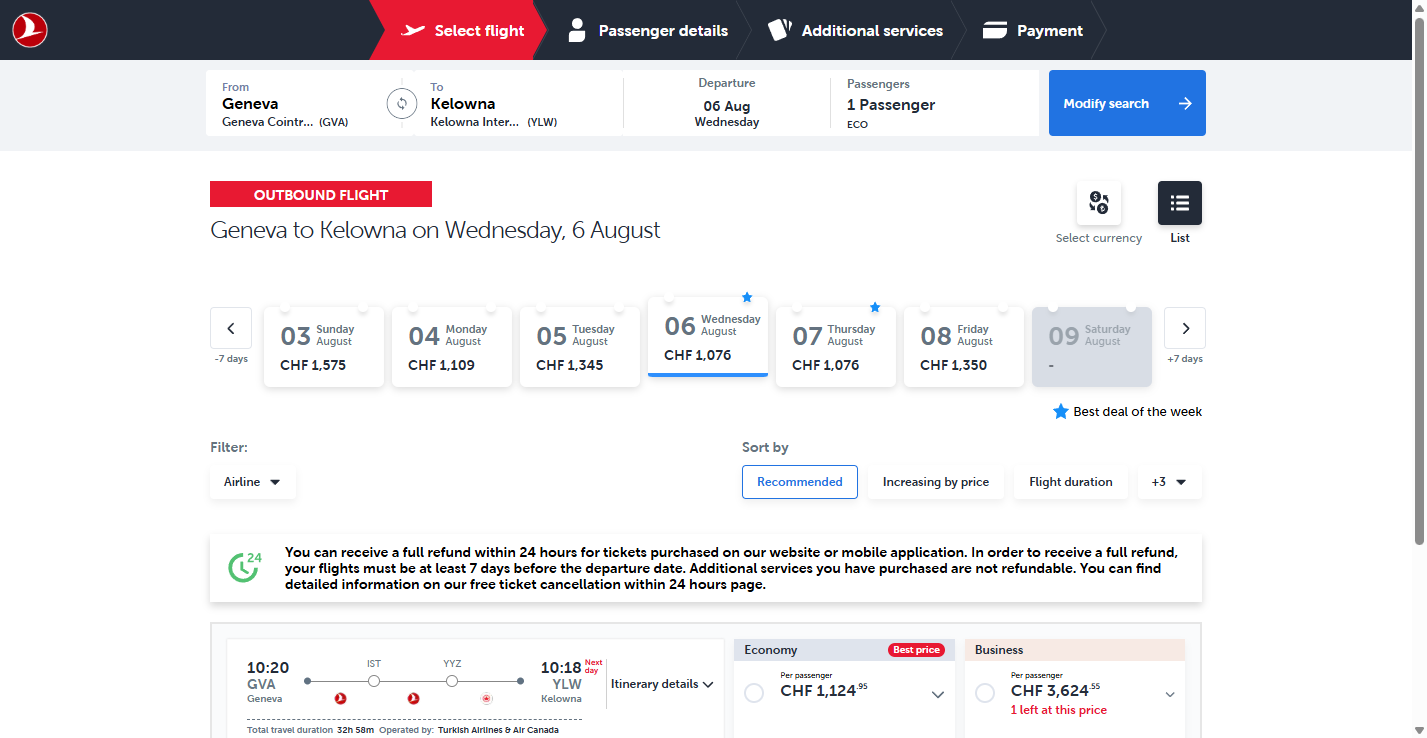 Select flight
Passenger details
Additional services
Payment
From
Geneva
Geneva Cointr... (GVA)
To
Kelowna
Kelowna Inter... (YLW)
Departure
06 Aug
Wednesday
Passengers
1 Passenger
ECO
Modify search
OUTBOUND FLIGHT
Geneva to Kelowna on Wednesday, 6 August
Select currency
List
-7 days
03 Sunday August
CHF 1,575
04 Monday August
CHF 1,109
05 Tuesday August
CHF 1,345
06 Wednesday August
CHF 1,076
07 Thursday August
CHF 1,076
08 Friday August
CHF 1,350
09 Saturday August
-
+7 days
Best deal of the week
Filter:
Airline
Sort by
Recommended
Increasing by price
Flight duration
+3
24
You can receive a full refund within 24 hours for tickets purchased on our website or mobile application. In order to receive a full refund,
your flights must be at least 7 days before the departure date. Additional services you have purchased are not refundable. You can find
detailed information on our free ticket cancellation within 24 hours page.
10:20
GVA
Geneva
IST
YYZ
10:18 Next day
YLW
Kelowna
Itinerary details
Total travel duration 32h 58m Operated by: Turkish Airlines & Air Canada
Economy
Best price
Per passenger
CHF 1,124.95
Business
Per passenger
CHF 3,624.55
1 left at this price